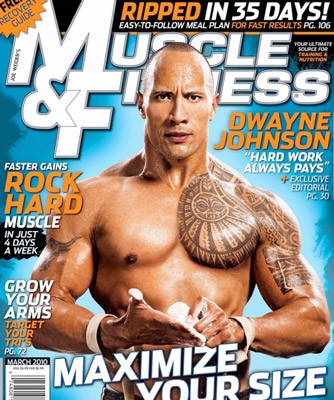 FREE
RECOVERY
GUIDE
RIPPED IN 35 DAYS!
EASY-TO-FOLLOW MEAL PLAN FOR FAST RESULTS PG. 106
JOE WEIDER'S
MUSCLE
& FITNESS
YOUR ULTIMATE
SOURCE FOR
TRAINING &
NUTRITION
DWAYNE
JOHNSON
"HARD WORK
ALWAYS PAYS"
+ EXCLUSIVE
EDITORIAL
PG. 30
FASTER GAINS
ROCK
HARD
MUSCLE
IN JUST
4 DAYS
A WEEK
GROW
YOUR
ARMS
TARGET
YOUR
TRI'S
PG. 72
MARCH 2010
MAXIMIZE
YOUR SIZE